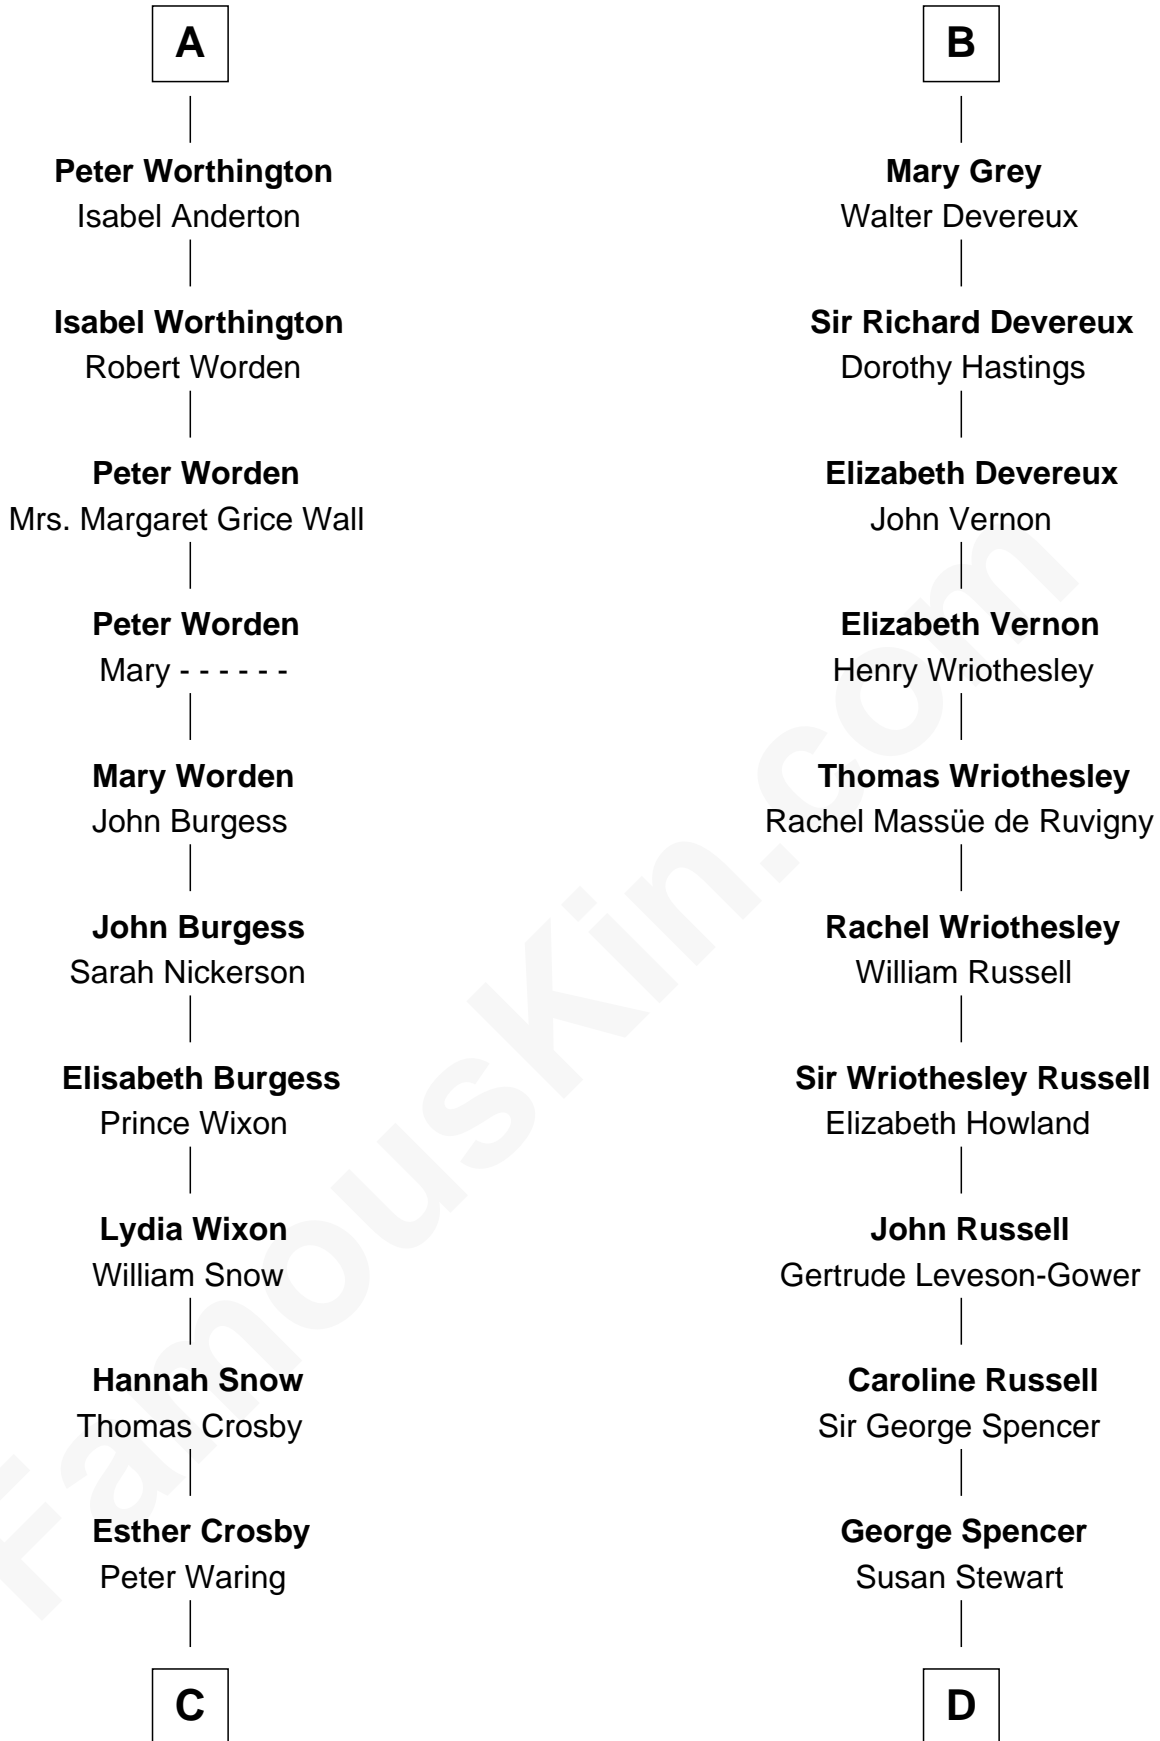 A
Peter Worthington
Isabel Anderton
Isabel Worthington
Robert Worden
Peter Worden
Mrs. Margaret Grice Wall
Peter Worden
Mary - - - - - -
Mary Worden
John Burgess
John Burgess
Sarah Nickerson
Elisabeth Burgess
Prince Wixon
Lydia Wixon
William Snow
Hannah Snow
Thomas Crosby
Esther Crosby
Peter Waring
C
B
Mary Grey
Walter Devereux
Sir Richard Devereux
Dorothy Hastings
Elizabeth Devereux
John Vernon
Elizabeth Vernon
Henry Wriothesley
Thomas Wriothesley
Rachel Massüe de Ruvigny
Rachel Wriothesley
William Russell
Sir Wriothesley Russell
Elizabeth Howland
John Russell
Gertrude Leveson-Gower
Caroline Russell
Sir George Spencer
George Spencer
Susan Stewart
D
FamousKin.com